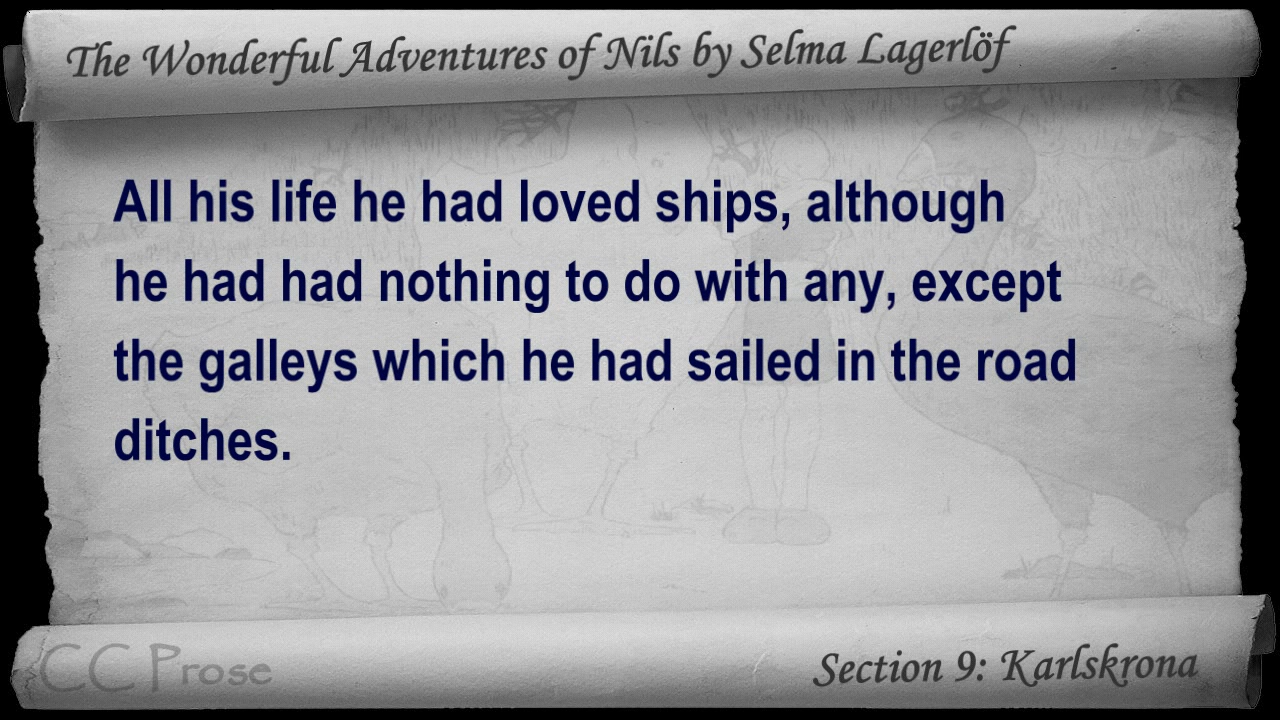 The Wonderful Adventures of Nils by Selma Lagerlöf
All his life he had loved ships, although
he had had nothing to do with any, except
the galleys which he had sailed in the road
ditches.
CC Prose
Section 9: Karlskrona